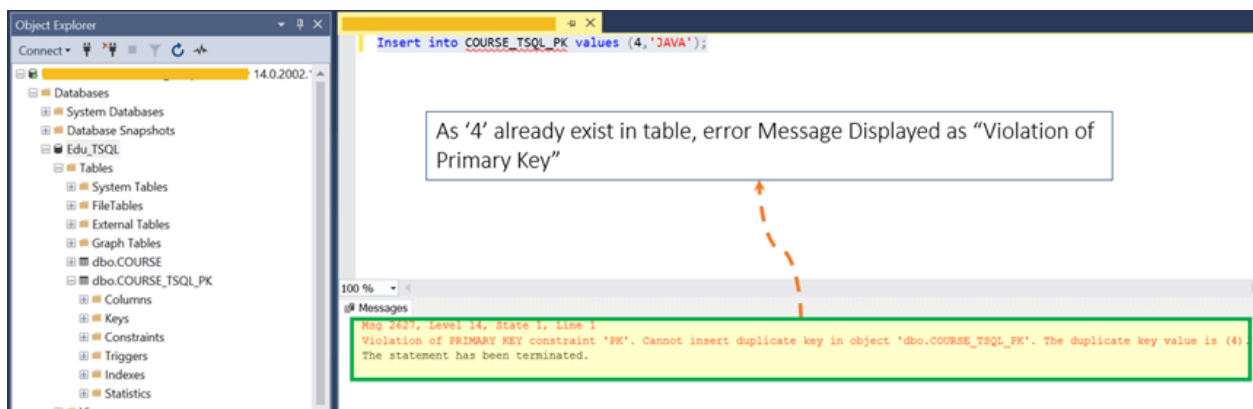 Object Explorer
Connect
14.0.2002.
Databases
System Databases
Database Snapshots
Edu_TSQL
Tables
System Tables
FileTables
External Tables
Graph Tables
dbo.COURSE
dbo.COURSE_TSQL_PK
Columns
Keys
Constraints
Triggers
Indexes
Statistics
Insert into COURSE_TSQL_PK values (4,'JAVA');
As ‘4’ already exist in table, error Message Displayed as “Violation of
Primary Key”
100 %
Messages
Msg 2627, Level 14, State 1, Line 1
Violation of PRIMARY KEY constraint 'PK'. Cannot insert duplicate key in object 'dbo.COURSE_TSQL_PK'. The duplicate key value is (4).
The statement has been terminated.